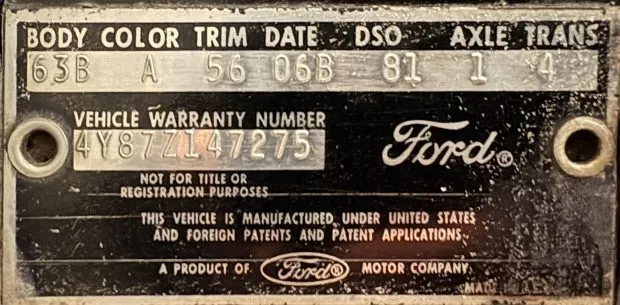 BODY COLOR TRIM DATE DSO AXLE TRANS
63B A 56 06B 81 1 4
VEHICLE WARRANTY NUMBER
4Y87Z147275
Ford®
NOT FOR TITLE OR
REGISTRATION PURPOSES
THIS VEHICLE IS MANUFACTURED UNDER UNITED STATES
AND FOREIGN PATENTS AND PATENT APPLICATIONS
A PRODUCT OF Ford® MOTOR COMPANY
MADE